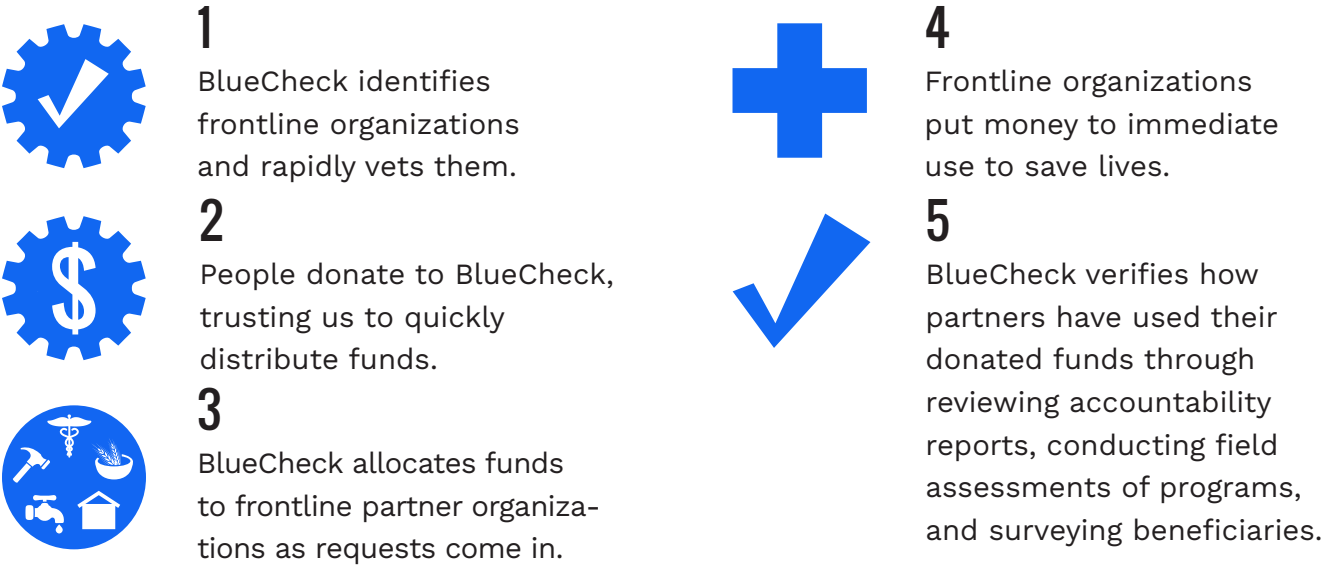 1
BlueCheck identifies
frontline organizations
and rapidly vets them.
2
People donate to BlueCheck,
trusting us to quickly
distribute funds.
3
BlueCheck allocates funds
to frontline partner organiza-
tions as requests come in.
4
Frontline organizations
put money to immediate
use to save lives.
5
BlueCheck verifies how
partners have used their
donated funds through
reviewing accountability
reports, conducting field
assessments of programs,
and surveying beneficiaries.